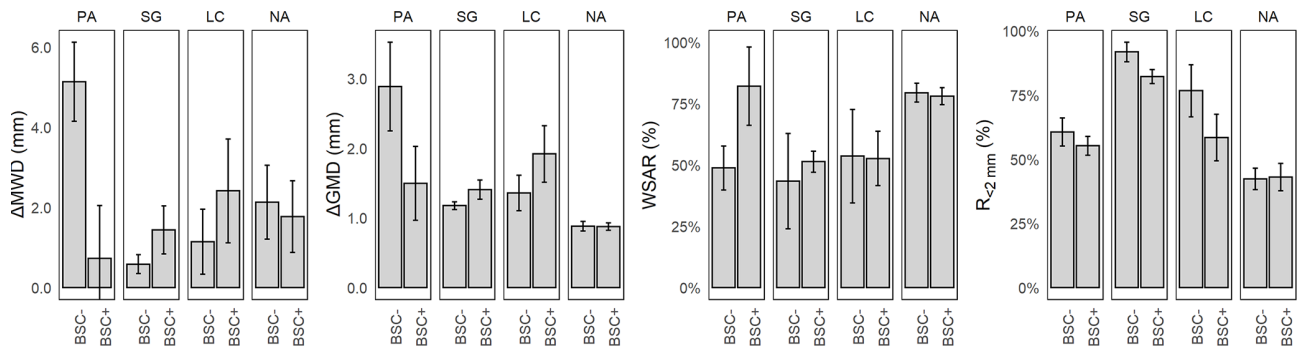 PA SG LC NA
ΔMWD (mm)
6.0
4.0
2.0
0.0
BSC- BSC+ BSC- BSC+ BSC- BSC+ BSC- BSC+
PA SG LC NA
ΔGMD (mm)
3.0
2.0
1.0
0.0
BSC- BSC+ BSC- BSC+ BSC- BSC+ BSC- BSC+
PA SG LC NA
WSAR (%)
100%
75%
50%
25%
0%
BSC- BSC+ BSC- BSC+ BSC- BSC+ BSC- BSC+
PA SG LC NA
R<2 mm (%)
100%
75%
50%
25%
0%
BSC- BSC+ BSC- BSC+ BSC- BSC+ BSC- BSC+